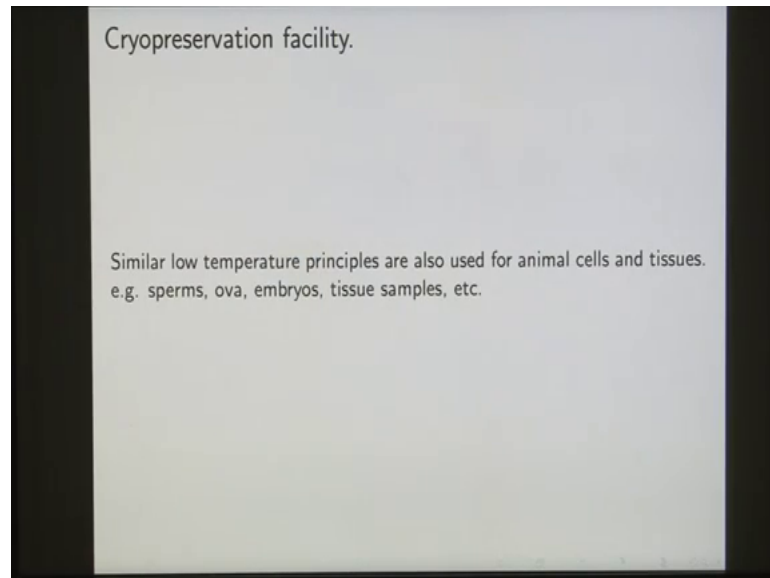 Cryopreservation facility.
Similar low temperature principles are also used for animal cells and tissues.
e.g. sperms, ova, embryos, tissue samples, etc.